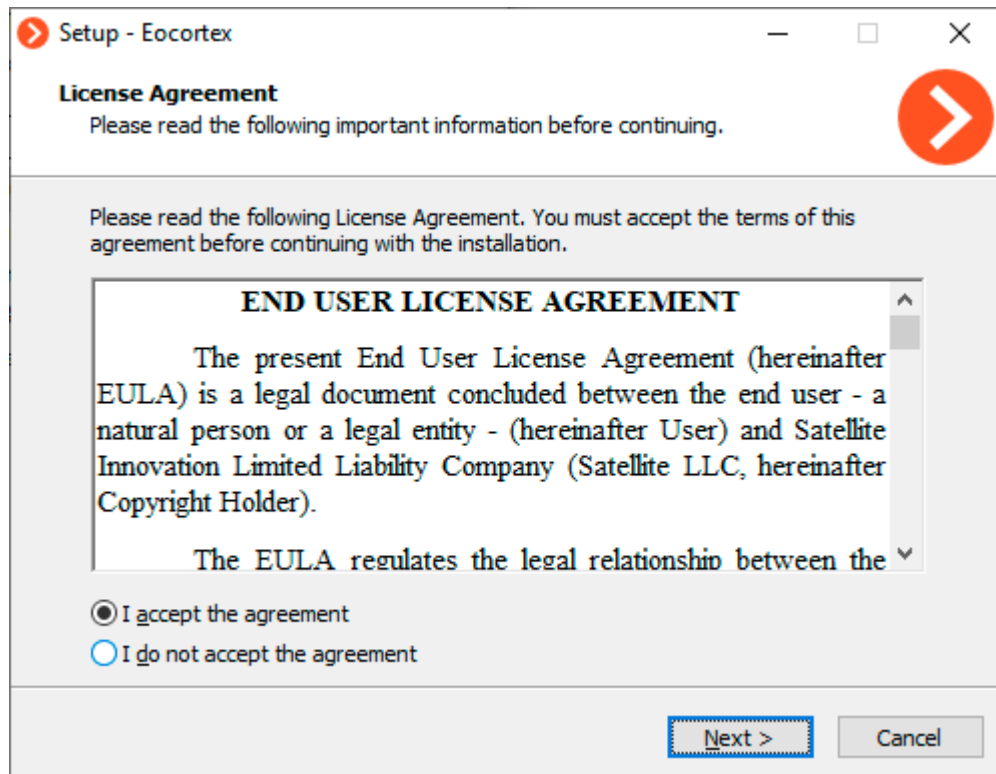 Setup - Eocortex
License Agreement
Please read the following important information before continuing.
Please read the following License Agreement. You must accept the terms of this
agreement before continuing with the installation.
END USER LICENSE AGREEMENT
The present End User License Agreement (hereinafter
EULA) is a legal document concluded between the end user - a
natural person or a legal entity - (hereinafter User) and Satellite
Innovation Limited Liability Company (Satellite LLC, hereinafter
Copyright Holder).
The EULA regulates the legal relationship between the
I accept the agreement
I do not accept the agreement
Next >
Cancel